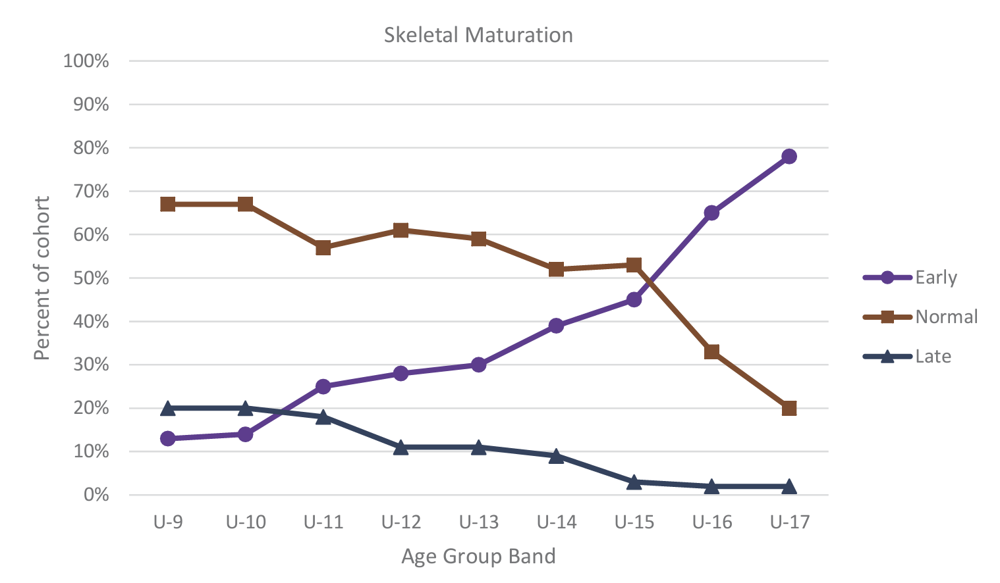 Skeletal Maturation
100%
90%
80%
70%
60%
50%
40%
30%
20%
10%
0%
Percent of cohort
U-9 U-10 U-11 U-12 U-13 U-14 U-15 U-16 U-17
Age Group Band
Early
Normal
Late